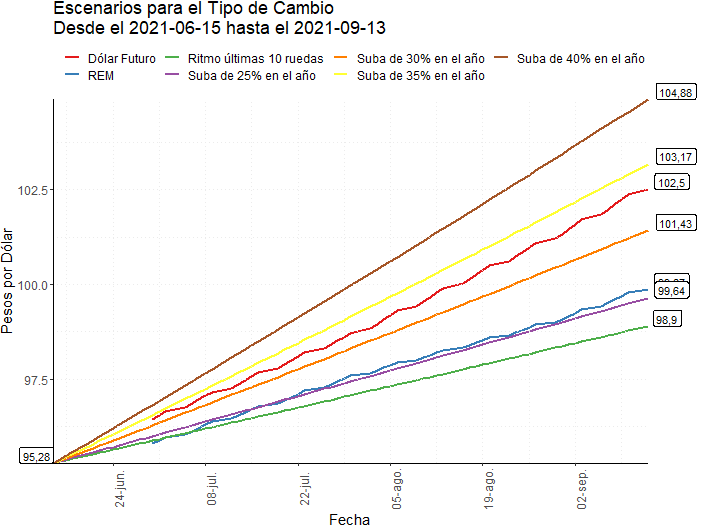 Escenarios para el Tipo de Cambio
Desde el 2021-06-15 hasta el 2021-09-13
Dólar Futuro
Ritmo últimas 10 ruedas
Suba de 30% en el año
Suba de 40% en el año
REM
Suba de 25% en el año
Suba de 35% en el año
104,88
103,17
102,5
101,43
99,64
98,9
95,28
102.5
100.0
97.5
Pesos por Dólar
24-jun.
08-jul.
22-jul.
05-ago.
19-ago.
02-sep.
Fecha